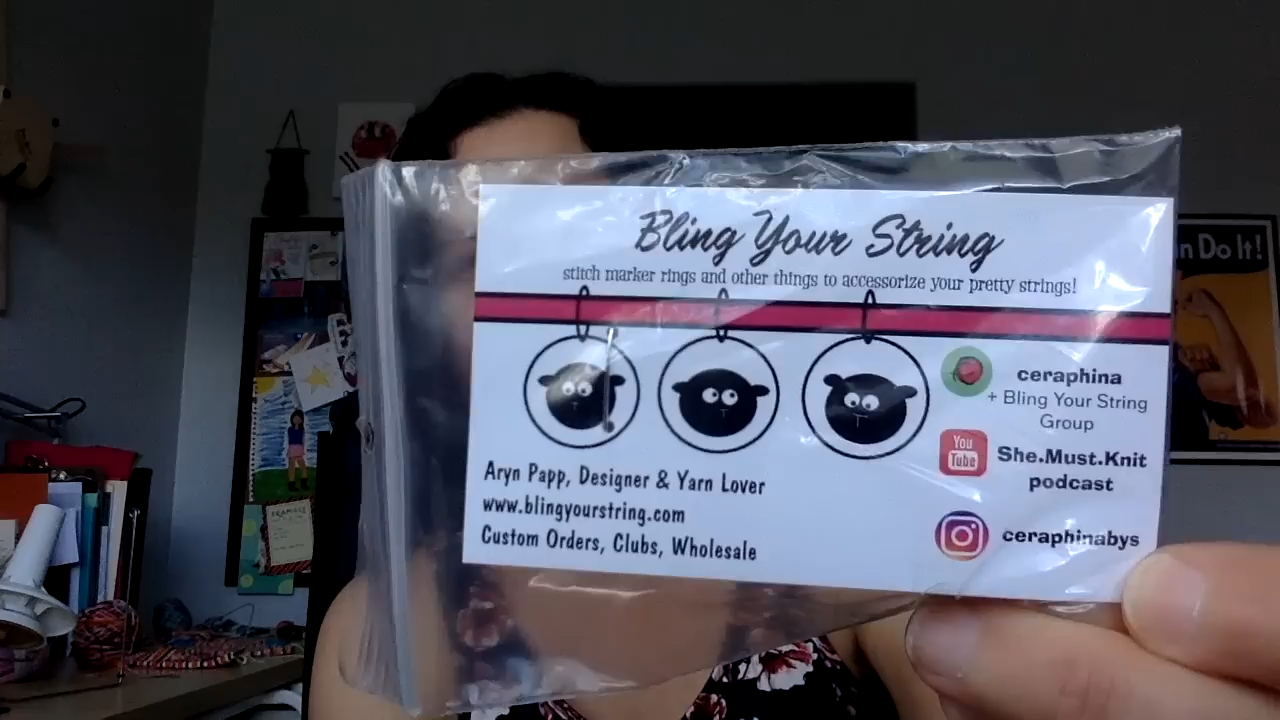 Bling Your String
stitch marker rings and other things to accessorize your pretty strings!
ceraphina
+ Bling Your String
Group
You
Tube
She.Must.Knit
podcast
ceraphinabys
Aryn Papp, Designer & Yarn Lover
www.blingyourstring.com
Custom Orders, Clubs, Wholesale
n Do It!